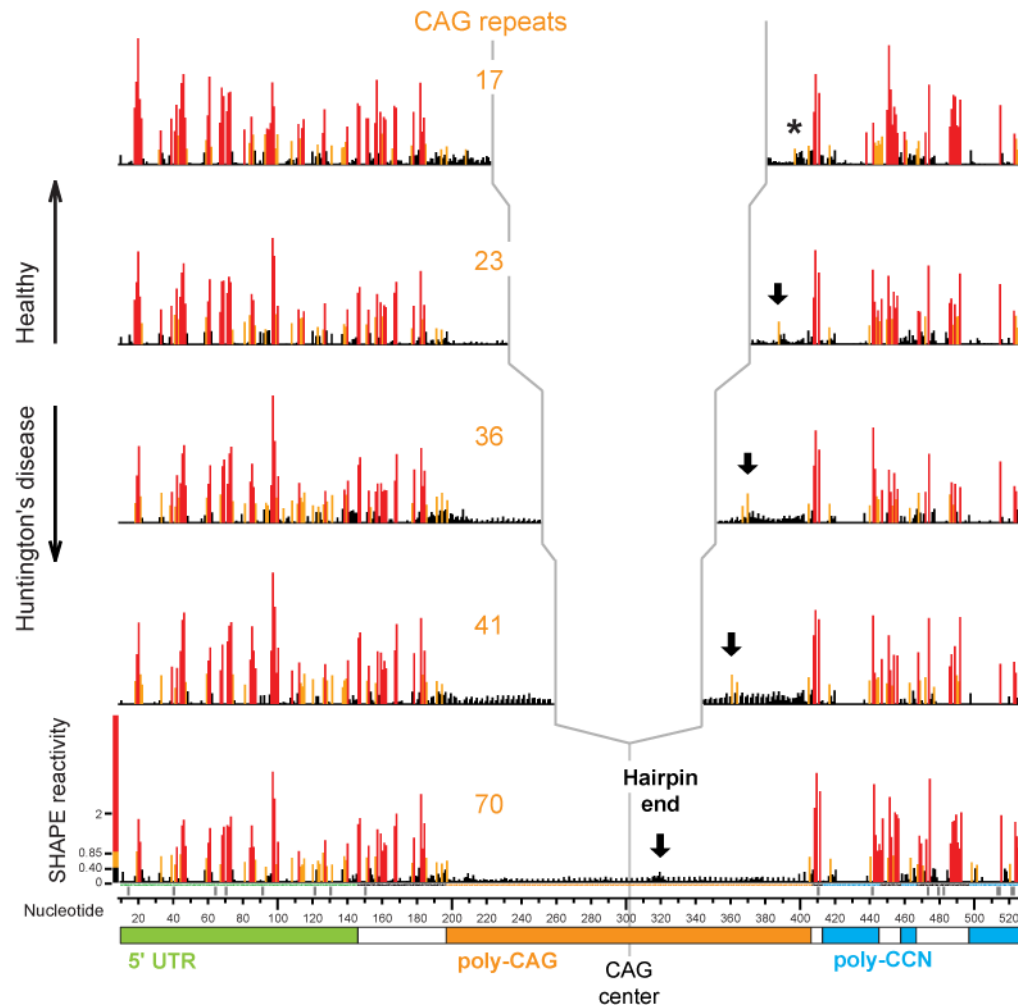 CAG repeats
17
*
23
Healthy
36
Huntington's disease
41
Hairpin
end
70
SHAPE reactivity
2
0.85
0.40
0
Nucleotide
20 40 60 80 100 120 140 160 180 200 220 240 260 280 300 320 340 360 380 400 420 440 460 480 500 520
5' UTR poly-CAG poly-CCN
CAG
center